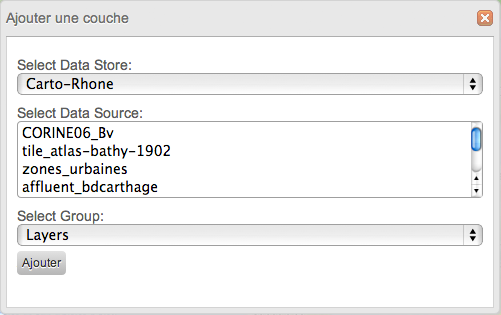 Ajouter une couche
Select Data Store:
Carto-Rhone
Select Data Source:
CORINE06_Bv
tile_atlas-bathy-1902
zones_urbaines
affluent_bdcarthage
Select Group:
Layers
Ajouter